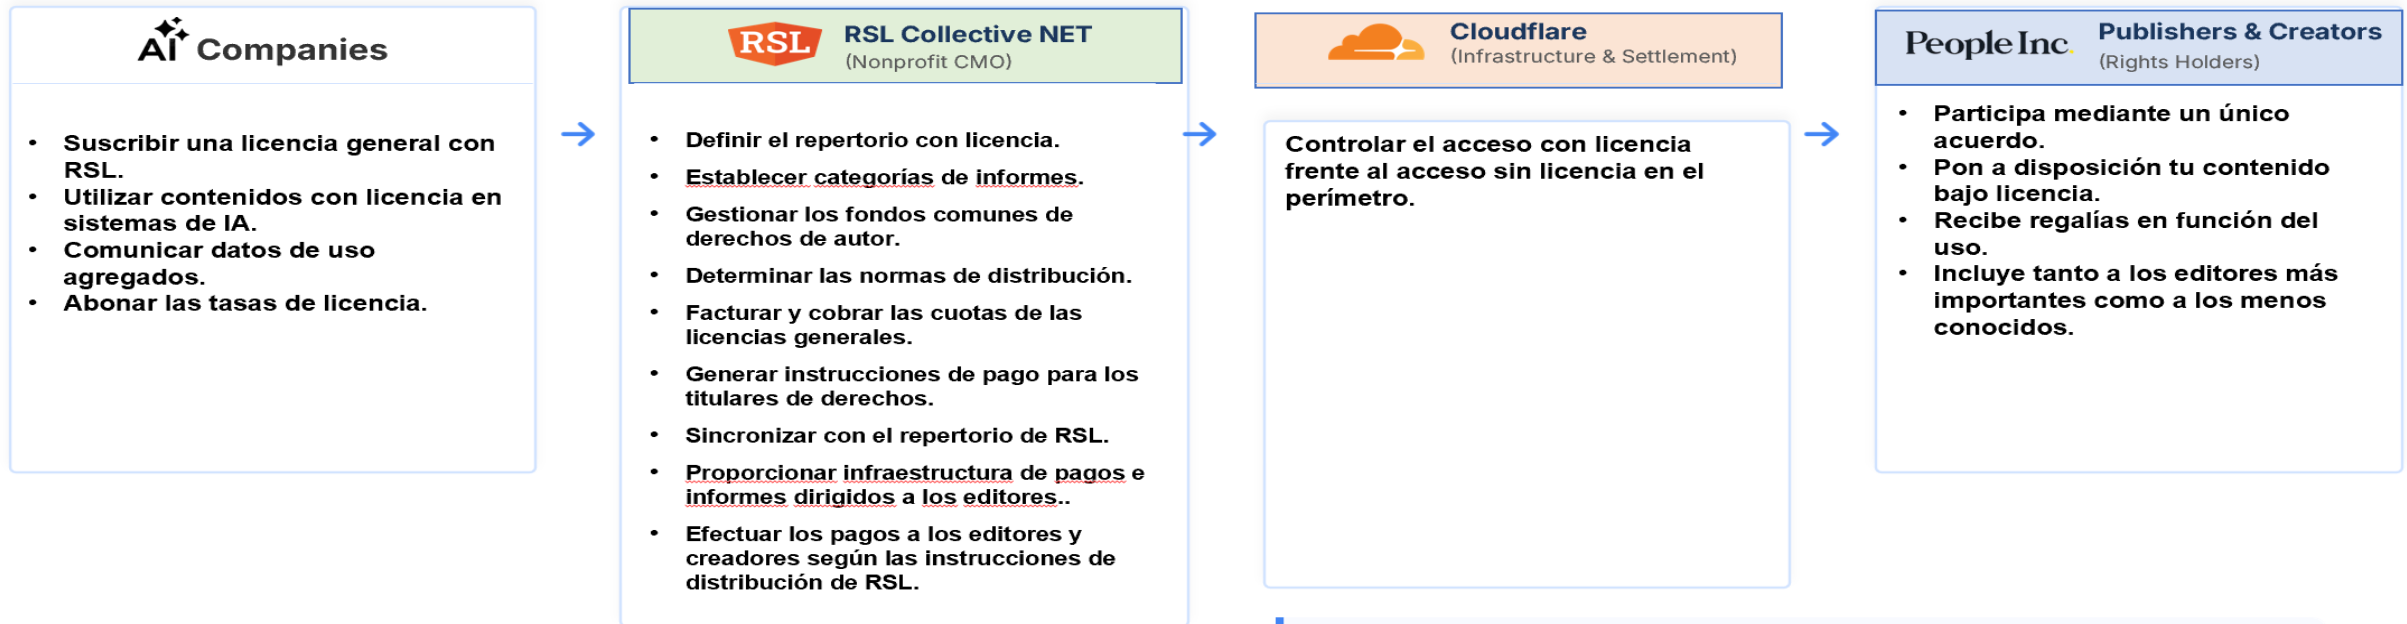 AI Companies
• Suscribir una licencia general con
RSL.
• Utilizar contenidos con licencia en
sistemas de IA.
• Comunicar datos de uso
agregados.
• Abonar las tasas de licencia.
RSL
RSL Collective NET
(Nonprofit CMO)
• Definir el repertorio con licencia.
• Establecer categorías de informes.
• Gestionar los fondos comunes de
derechos de autor.
• Determinar las normas de distribución.
• Facturar y cobrar las cuotas de las
licencias generales.
• Generar instrucciones de pago para los
titulares de derechos.
• Sincronizar con el repertorio de RSL.
• Proporcionar infraestructura de pagos e
informes dirigidos a los editores..
• Efectuar los pagos a los editores y
creadores según las instrucciones de
distribución de RSL.
Cloudflare
(Infrastructure & Settlement)
Controlar el acceso con licencia
frente al acceso sin licencia en el
perímetro.
People Inc.
Publishers & Creators
(Rights Holders)
• Participa mediante un único
acuerdo.
• Pon a disposición tu contenido
bajo licencia.
• Recibe regalías en función del
uso.
• Incluye tanto a los editores más
importantes como a los menos
conocidos.